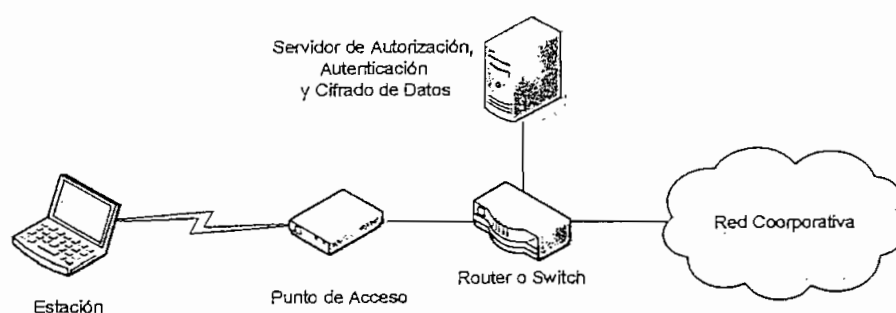 Servidor de Autorización,
Autenticación
y Cifrado de Datos
Red Coorporativa
Estación
Punto de Acceso
Router o Switch